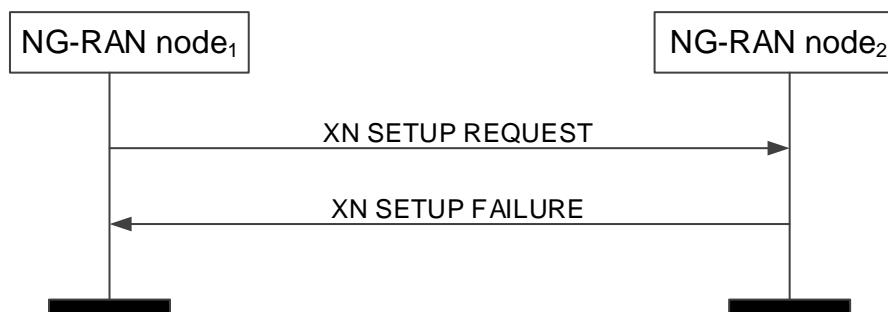 NG-RAN node₁
NG-RAN node₂
XN SETUP REQUEST
XN SETUP FAILURE